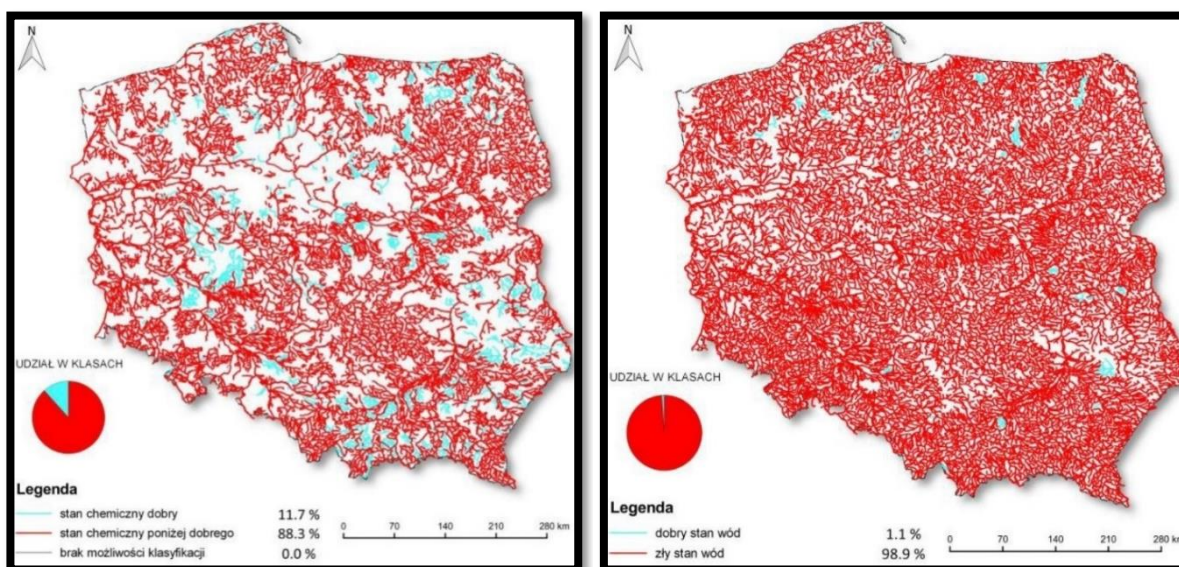 N
UDZIAŁ W KLASACH
Legenda
stan chemiczny dobry 11.7 %
stan chemiczny poniżej dobrego 88.3 %
brak możliwości klasyfikacji 0.0 %
0 70 140 210 280 km
N
UDZIAŁ W KLASACH
Legenda
dobry stan wód 1.1 %
zły stan wód 98.9 %
0 70 140 210 280 km